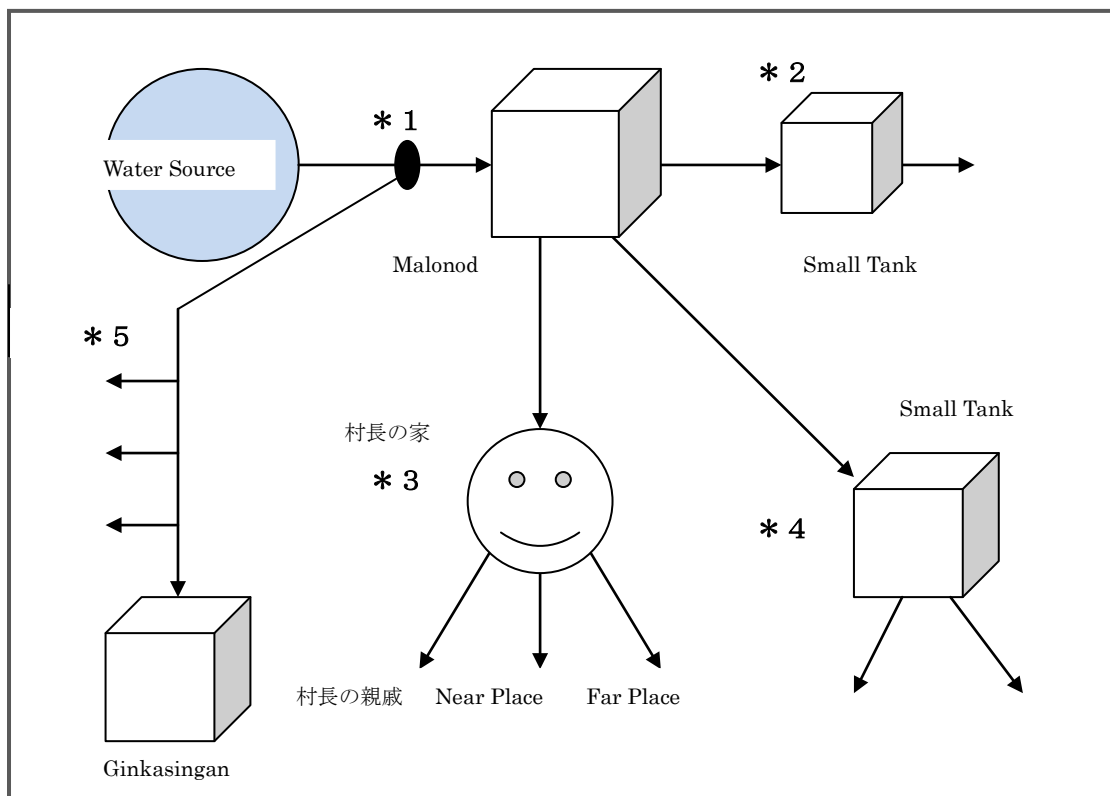 ＊２
＊１
Water Source
Malonod
Small Tank
＊５
Small Tank
村長の家
＊３
＊４
村長の親戚 Near Place Far Place
Ginkasingan